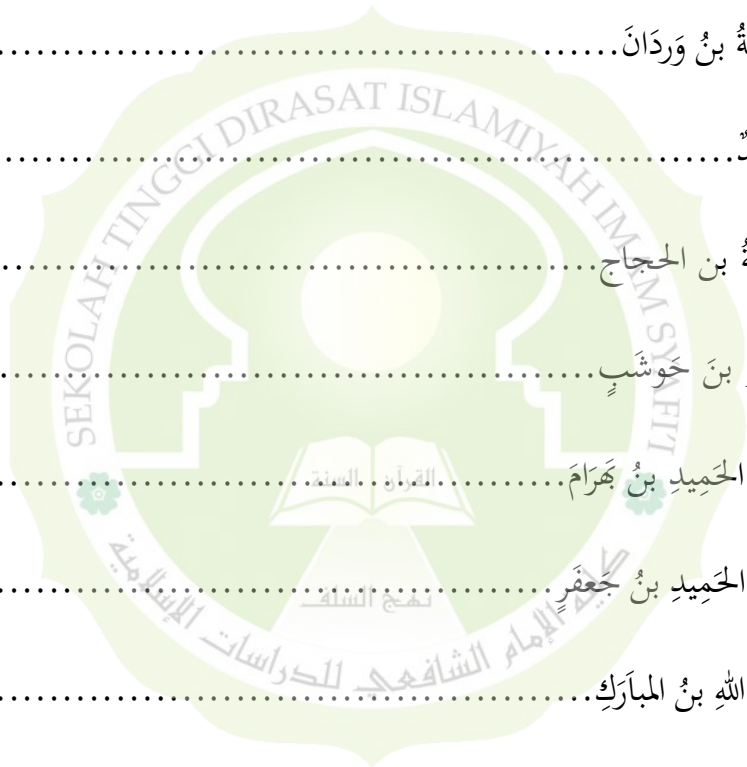 ةُ بنُ وَردَانَ......................................................
ةُ بن الحجاج......................................................
بنَ حَوشَبٍ......................................................
الحَمِيدِ بنُ بَهرَامَ......................................................
الحَمِيدِ بنُ جَعفَرٍ......................................................
اللهِ بنُ المباَرَكِ......................................................
SEKOLAH TINGGI DIRASAT ISLAMIYAH IMAM SYAFI'I
القرآن السنة
نهج السلف
كلية الإمام الشافعي للدراسات الإسلامية